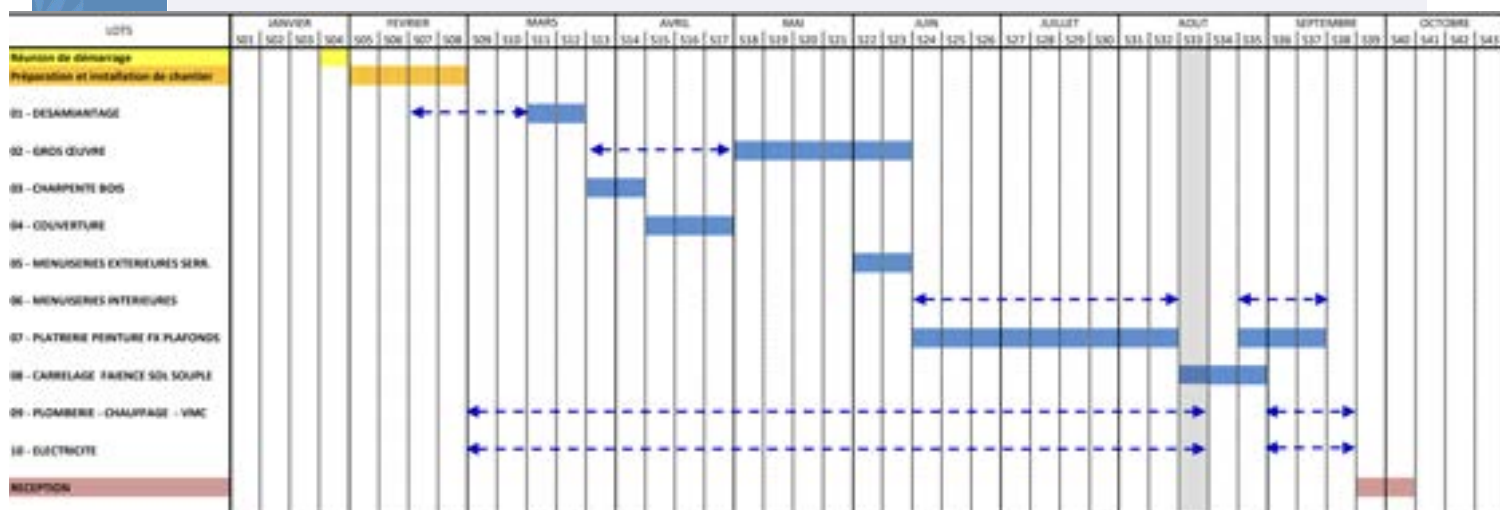 LOTS
JANVIER FEVRIER MARS AVRIL MAI JUIN JUILLET AOUT SEPTEMBRE OCTOBRE
S01 S02 S03 S04 S05 S06 S07 S08 S09 S10 S11 S12 S13 S14 S15 S16 S17 S18 S19 S20 S21 S22 S23 S24 S25 S26 S27 S28 S29 S30 S31 S32 S33 S34 S35 S36 S37 S38 S39 S40 S41 S42 S43
Réunion de démarrage
Préparation et installation de chantier
01 - DESAMIANTAGE
02 - GROS ŒUVRE
03 - CHARPENTE BOIS
04 - COUVERTURE
05 - MENUISERIES EXTERIEURES SERR.
06 - MENUISERIES INTERIEURES
07 - PLATRERIE PEINTURE FX PLAFONDS
08 - CARRELAGE FAIENCE SOL SOUPLE
09 - PLOMBERIE - CHAUFFAGE - VMC
10 - ELECTRICITE
RECEPTION